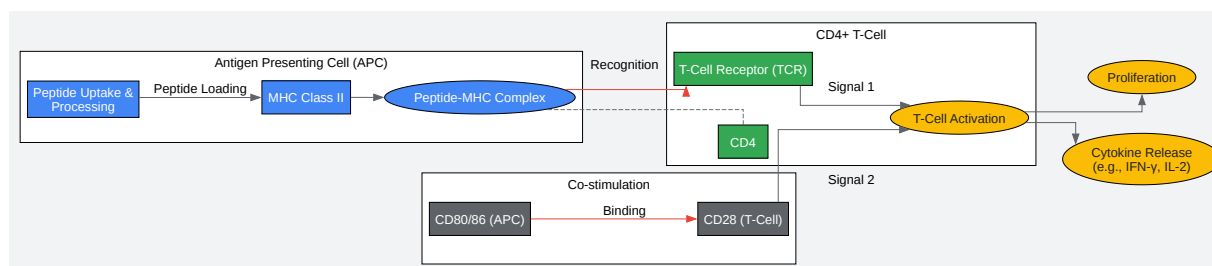 Antigen Presenting Cell (APC)
Peptide Uptake &
Processing
Peptide Loading
MHC Class II
Peptide-MHC Complex
Recognition
CD4+ T-Cell
T-Cell Receptor (TCR)
CD4
Signal 1
T-Cell Activation
Proliferation
Cytokine Release
(e.g., IFN-γ, IL-2)
Signal 2
Co-stimulation
CD80/86 (APC)
Binding
CD28 (T-Cell)